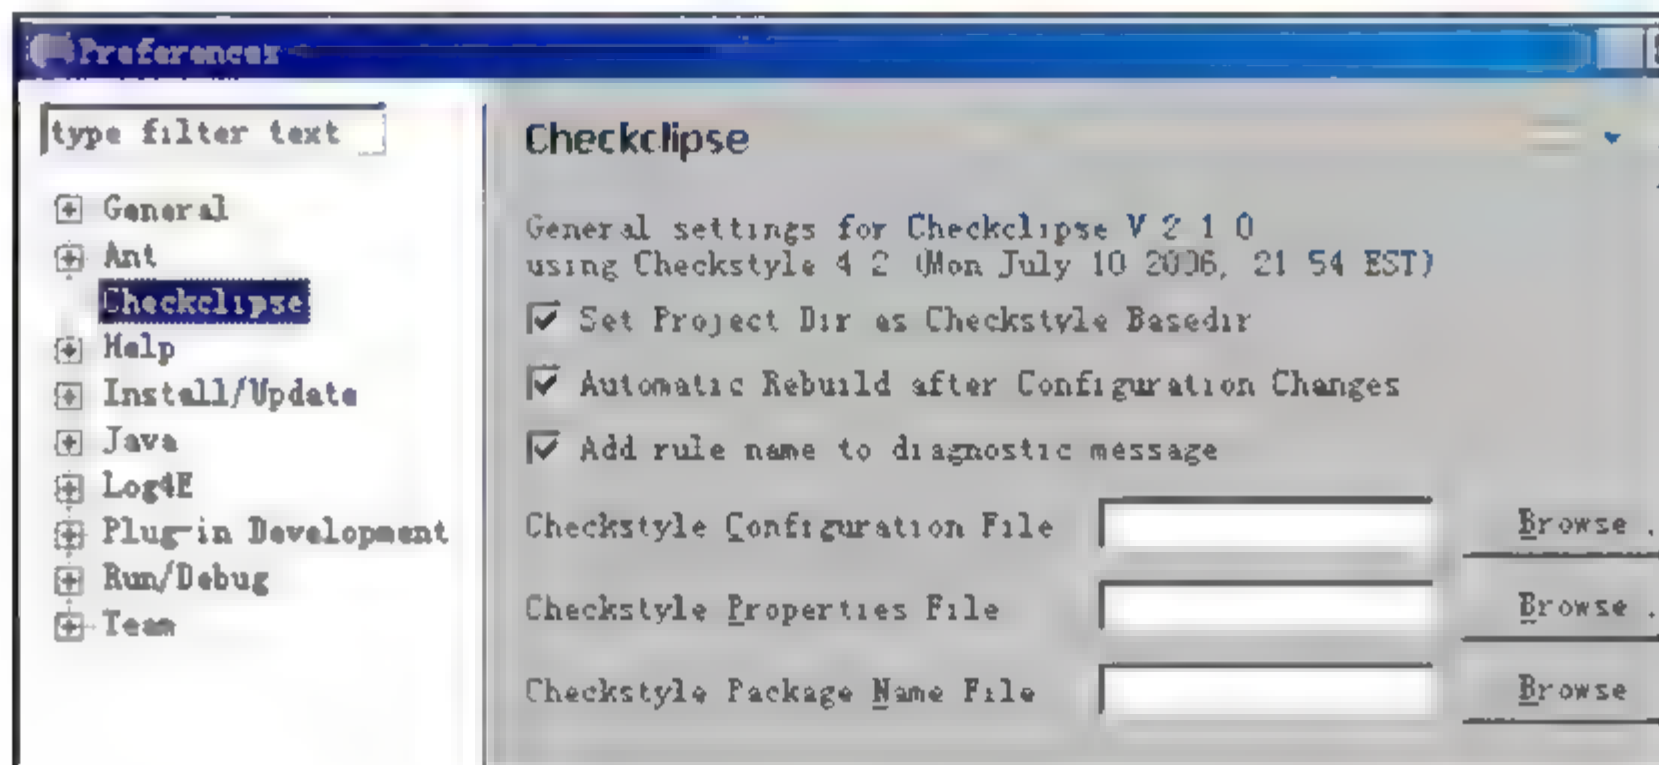 Preferences
type filter text
General
Ant
Checkclipse
Help
Install/Update
Java
Log4E
Plug-in Development
Run/Debug
Team
Checkclipse
General settings for Checkclipse V 2 1 0
using Checkstyle 4 2 (Mon July 10 2006, 21 54 EST)
Set Project Dir as Checkstyle Basedir
Automatic Rebuild after Configuration Changes
Add rule name to diagnostic message
Checkstyle Configuration File
Browse .
Checkstyle Properties File
Browse .
Checkstyle Package Name File
Browse